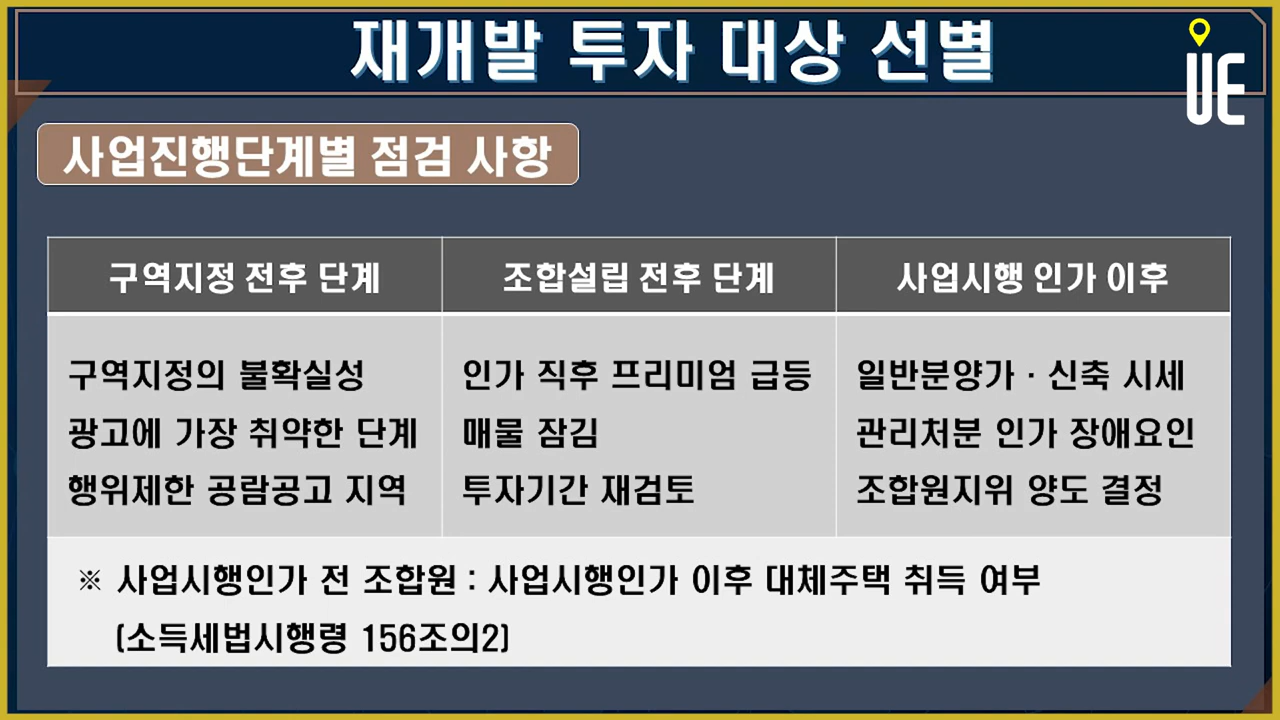 재개발 투자 대상 선별
UE
사업진행단계별 점검 사항
구역지정 전후 단계
조합설립 전후 단계
사업시행 인가 이후
구역지정의 불확실성
광고에 가장 취약한 단계
행위제한 공람공고 지역
인가 직후 프리미엄 급등
매물 잠김
투자기간 재검토
일반분양가 · 신축 시세
관리처분 인가 장애요인
조합원지위 양도 결정
※ 사업시행인가 전 조합원 : 사업시행인가 이후 대체주택 취득 여부
(소득세법시행령 156조의2)